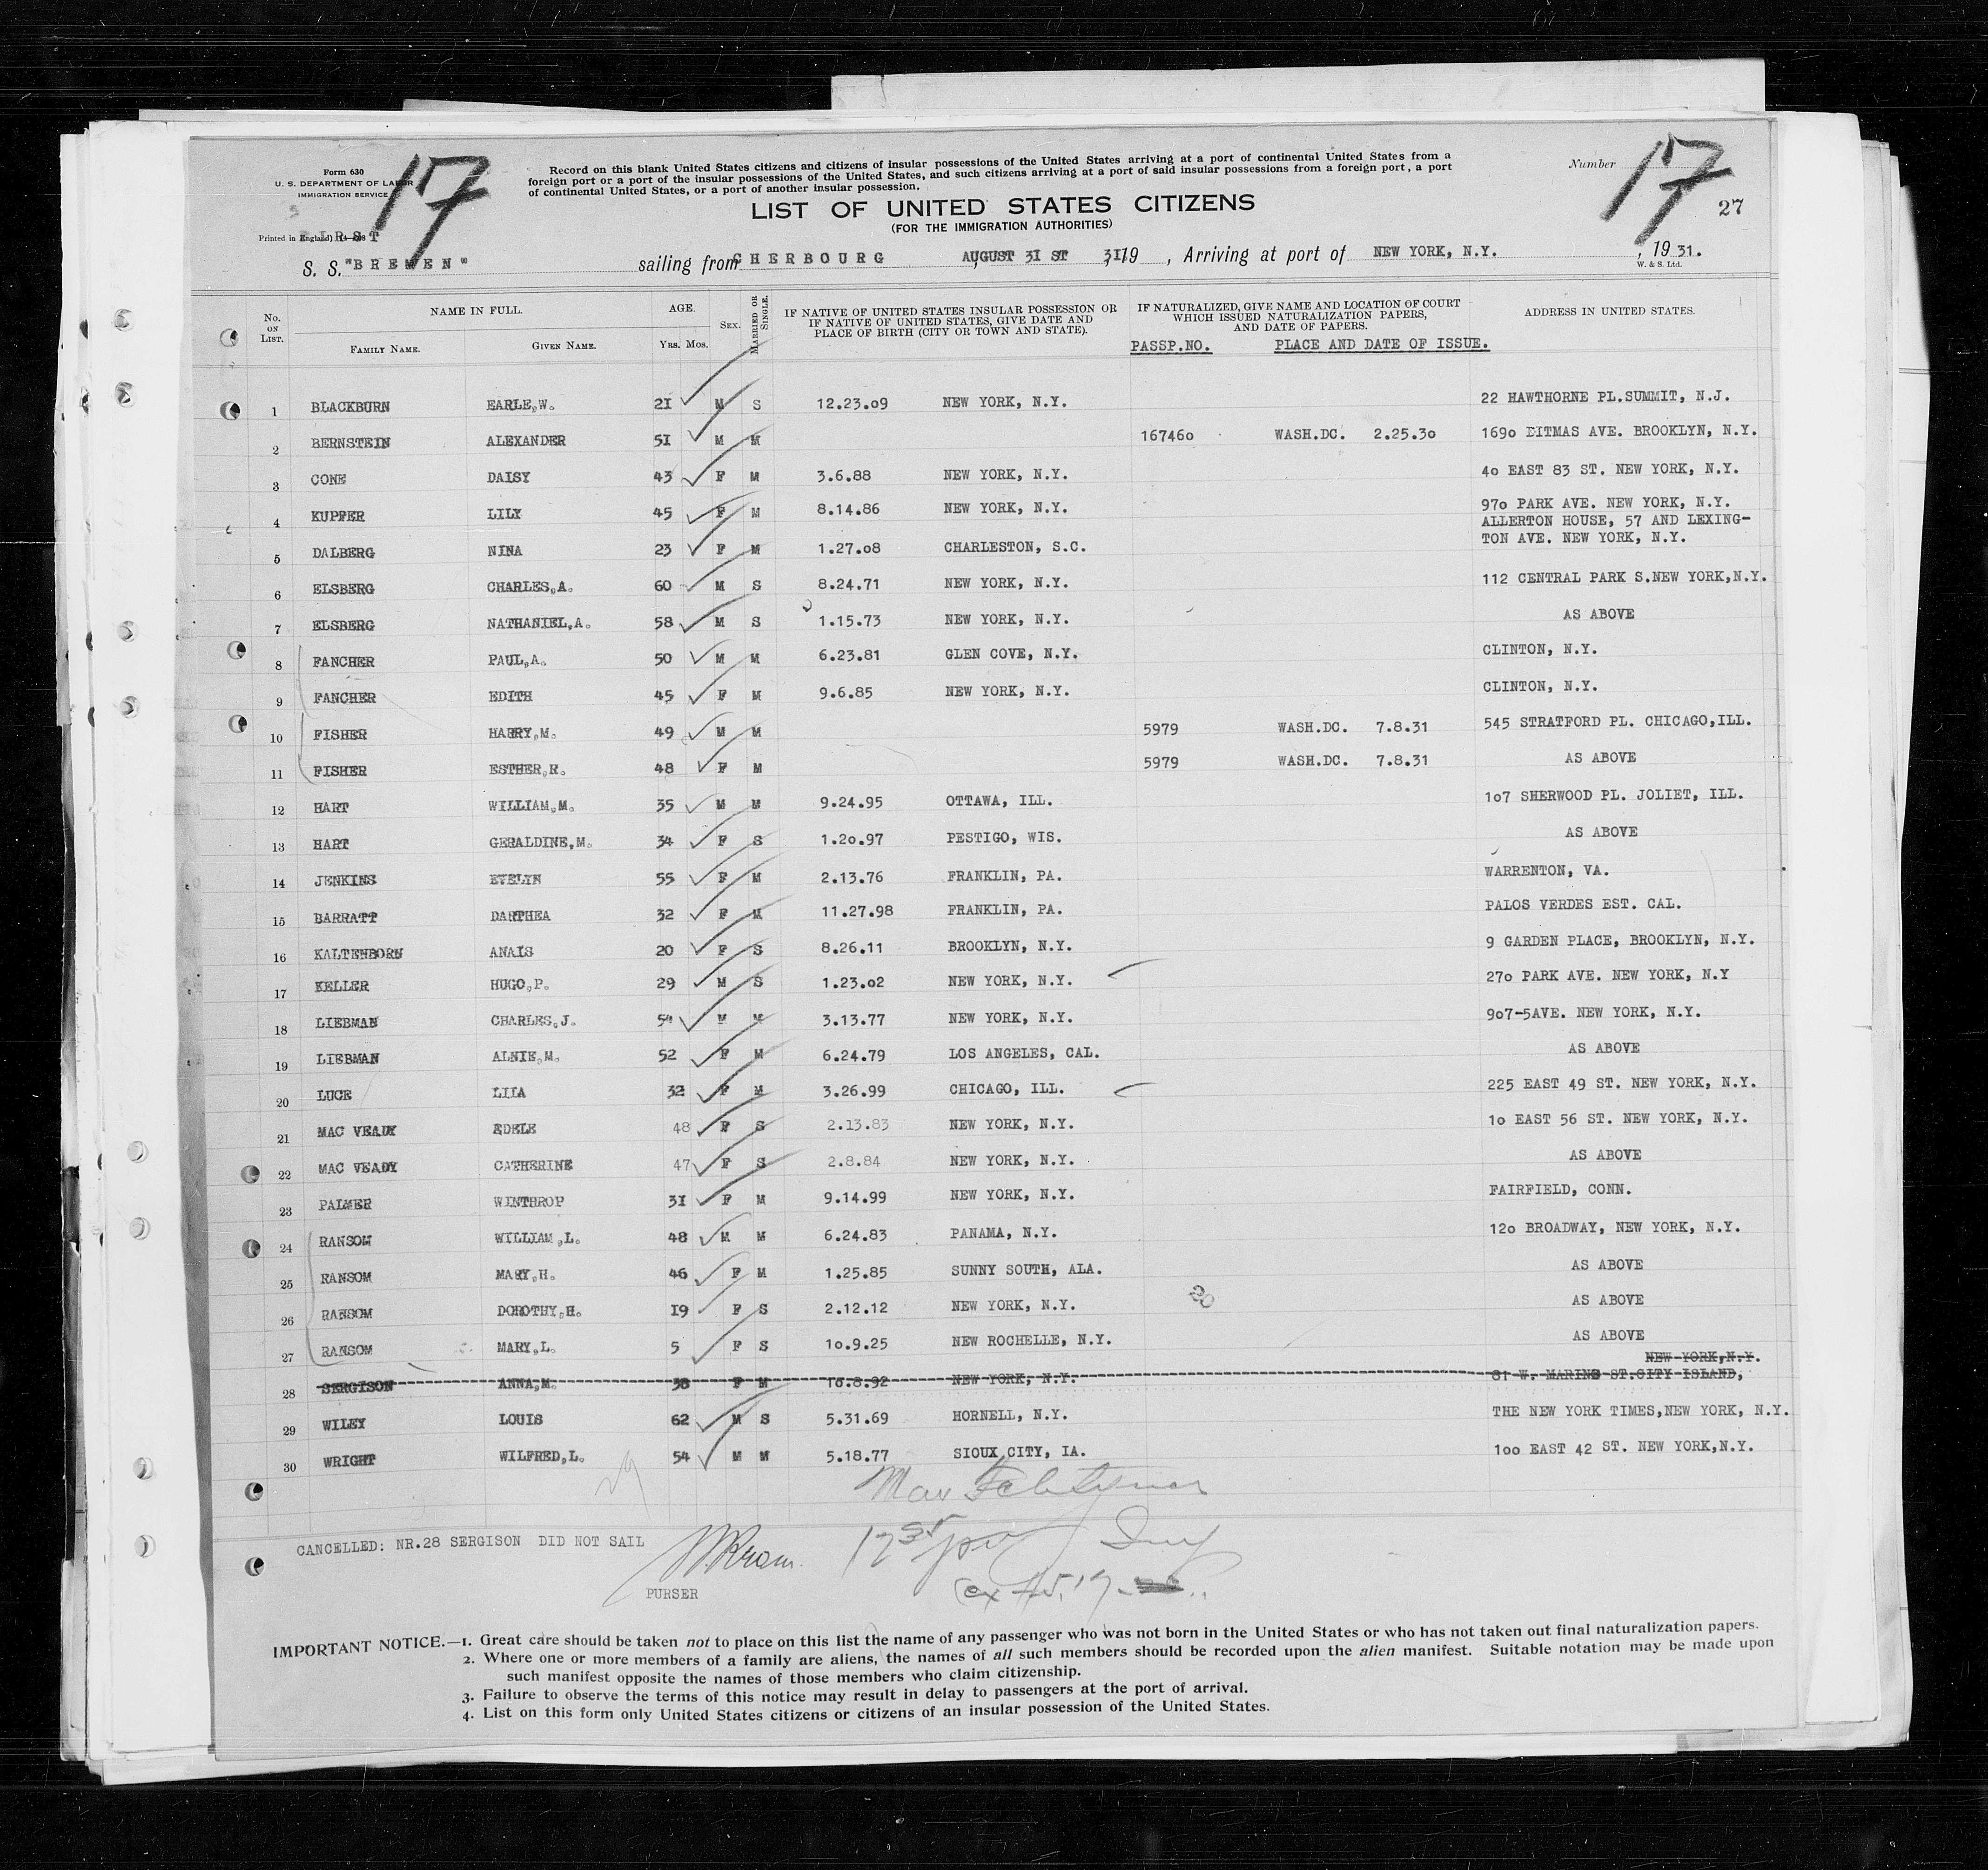 Form 630
U. S. DEPARTMENT OF LABOR
IMMIGRATION SERVICE
17
Record on this blank United States citizens and citizens of insular possessions of the United States arriving at a port of continental United States from a
foreign port or a port of the insular possessions of the United States, and such citizens arriving at a port of said insular possessions from a foreign port, a port
of continental United States, or a port of another insular possession.
Number 17
27
LIST OF UNITED STATES CITIZENS
(FOR THE IMMIGRATION AUTHORITIES)
FIRST
Printed in England)
S. S. "BREMEN" sailing from CHERBOURG AUGUST 31 ST 31, 19 , Arriving at port of NEW YORK, N.Y. , 19 31.
W. & S. Ltd.
No. ON LIST. NAME IN FULL. AGE. SEX. MARRIED OR SINGLE. IF NATIVE OF UNITED STATES INSULAR POSSESSION OR IF NATIVE OF UNITED STATES, GIVE DATE AND PLACE OF BIRTH (CITY OR TOWN AND STATE). IF NATURALIZED, GIVE NAME AND LOCATION OF COURT WHICH ISSUED NATURALIZATION PAPERS, AND DATE OF PAPERS. ADDRESS IN UNITED STATES.
FAMILY NAME. GIVEN NAME. YRS. MOS. PASSP.NO. PLACE AND DATE OF ISSUE.
1 BLACKBURN EARLE,W. 21 M S 12.23.09 NEW YORK, N.Y. 22 HAWTHORNE PL.SUMMIT, N.J.
2 BERNSTEIN ALEXANDER 51 M M 167460 WASH.DC. 2.25.30 1690 DITMAS AVE. BROOKLYN, N.Y.
3 CONE DAISY 43 F M 3.6.88 NEW YORK, N.Y. 40 EAST 83 ST. NEW YORK, N.Y.
4 KUPFER LILY 45 F M 8.14.86 NEW YORK, N.Y. 970 PARK AVE. NEW YORK, N.Y.
ALLERTON HOUSE, 57 AND LEXING-
5 DALBERG NINA 23 F M 1.27.08 CHARLESTON, S.C. TON AVE. NEW YORK, N.Y.
6 ELSBERG CHARLES,A. 60 M S 8.24.71 NEW YORK, N.Y. 112 CENTRAL PARK S.NEW YORK,N.Y.
7 ELSBERG NATHANIEL,A. 58 M S 1.15.73 NEW YORK, N.Y. AS ABOVE
8 FANCHER PAUL,A. 50 M M 6.23.81 GLEN COVE, N.Y. CLINTON, N.Y.
9 FANCHER EDITH 45 F M 9.6.85 NEW YORK, N.Y. CLINTON, N.Y.
10 FISHER HARRY,M. 49 M M 5979 WASH.DC. 7.8.31 545 STRATFORD PL. CHICAGO,ILL.
11 FISHER ESTHER,R. 48 F M 5979 WASH.DC. 7.8.31 AS ABOVE
12 HART WILLIAM,M. 35 M M 9.24.95 OTTAWA, ILL. 107 SHERWOOD PL. JOLIET, ILL.
13 HART GERALDINE,M. 34 F S 1.20.97 PESTIGO, WIS. AS ABOVE
14 JENKINS EVELYN 55 F M 2.13.76 FRANKLIN, PA. WARRENTON, VA.
15 BARRATT DARTHEA 32 F M 11.27.98 FRANKLIN, PA. PALOS VERDES EST. CAL.
16 KALTENBORN ANAIS 20 F S 8.26.11 BROOKLYN, N.Y. 9 GARDEN PLACE, BROOKLYN, N.Y.
17 KELLER HUGO,P. 29 M S 1.23.02 NEW YORK, N.Y. 270 PARK AVE. NEW YORK, N.Y
18 LIEBMAN CHARLES,J. 54 M M 3.13.77 NEW YORK, N.Y. 907-5AVE. NEW YORK, N.Y.
19 LIEBMAN ALNIE,M. 52 F M 6.24.79 LOS ANGELES, CAL. AS ABOVE
20 LUCE LILA 32 F M 3.26.99 CHICAGO, ILL. 225 EAST 49 ST. NEW YORK, N.Y.
21 MAC VEADY EDELE 48 F S 2.13.83 NEW YORK, N.Y. 10 EAST 56 ST. NEW YORK, N.Y.
22 MAC VEADY CATHERINE 47 F S 2.8.84 NEW YORK, N.Y. AS ABOVE
23 PALMER WINTHROP 31 F M 9.14.99 NEW YORK, N.Y. FAIRFIELD, CONN.
24 RANSOM WILLIAM,L. 48 M M 6.24.83 PANAMA, N.Y. 120 BROADWAY, NEW YORK, N.Y.
25 RANSOM MARY,H. 46 F M 1.25.85 SUNNY SOUTH, ALA. AS ABOVE
26 RANSOM DOROTHY,H. 19 F S 2.12.12 NEW YORK, N.Y. 20 AS ABOVE
27 RANSOM MARY,L. 5 F S 10.9.25 NEW ROCHELLE, N.Y. AS ABOVE
NEW YORK,N.Y.
28 SERGISON ANNA,M. 38 F M 10.8.92 NEW YORK, N.Y. 81 W. MARINE ST.CITY ISLAND,
29 WILEY LOUIS 62 M S 5.31.69 HORNELL, N.Y. THE NEW YORK TIMES,NEW YORK, N.Y.
30 WRIGHT WILFRED,L. 54 M M 5.18.77 SIOUX CITY, IA. 100 EAST 42 ST. NEW YORK,N.Y.
CANCELLED: NR.28 SERGISON DID NOT SAIL
PURSER
IMPORTANT NOTICE.—1. Great care should be taken not to place on this list the name of any passenger who was not born in the United States or who has not taken out final naturalization papers.
2. Where one or more members of a family are aliens, the names of all such members should be recorded upon the alien manifest. Suitable notation may be made upon
such manifest opposite the names of those members who claim citizenship.
3. Failure to observe the terms of this notice may result in delay to passengers at the port of arrival.
4. List on this form only United States citizens or citizens of an insular possession of the United States.